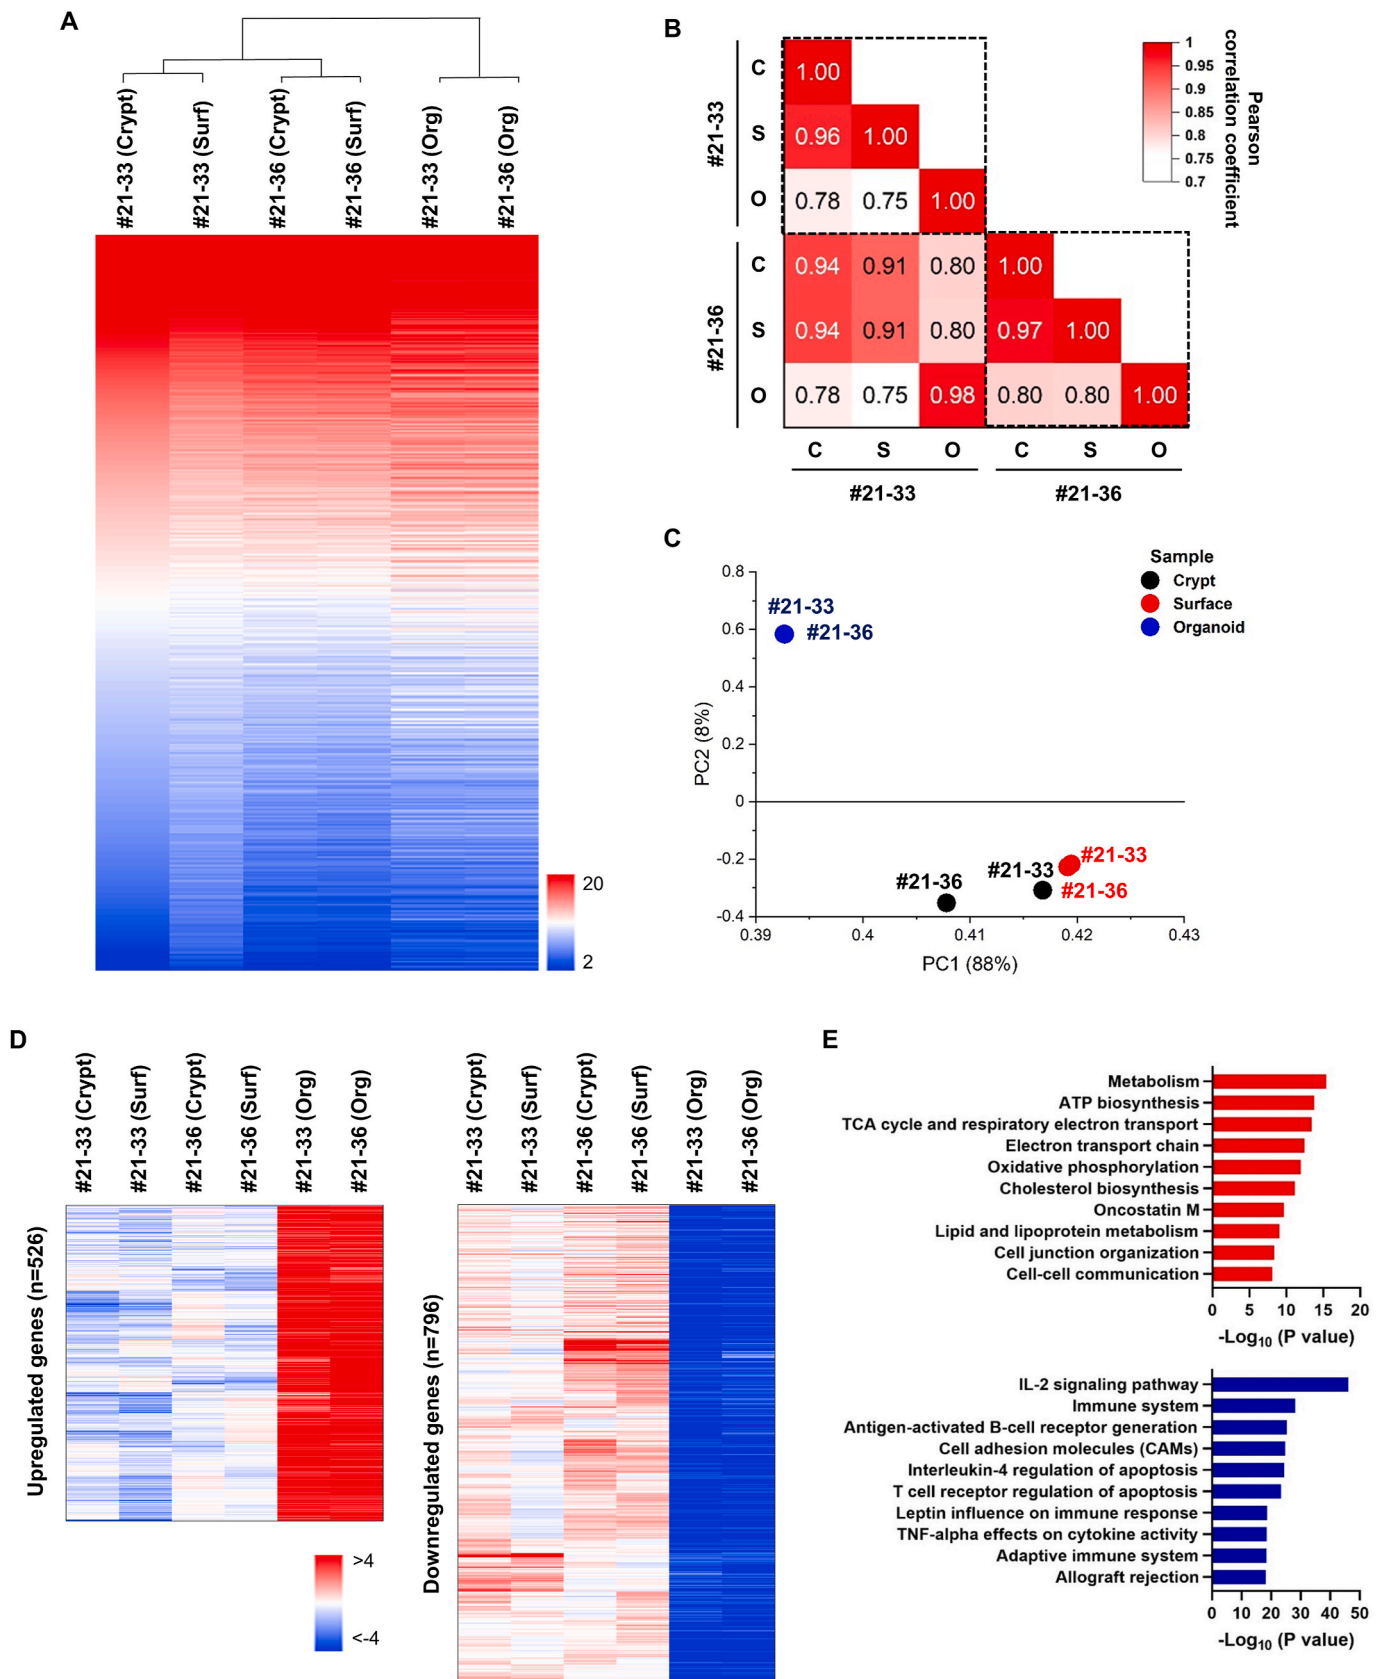 A
#21-33 (Crypt)
#21-33 (Surf)
#21-36 (Crypt)
#21-36 (Surf)
#21-33 (Org)
#21-36 (Org)
20
2
B
#21-33
C
S
O
#21-36
C
S
O
1.00
0.96 1.00
0.78 0.75 1.00
0.94 0.91 0.80 1.00
0.94 0.91 0.80 0.97 1.00
0.78 0.75 0.98 0.80 0.80 1.00
C S O C S O
#21-33 #21-36
1
0.95
0.9
0.85
0.8
0.75
0.7
Pearson
correlation coefficient
C
Sample
Crypt
Surface
Organoid
0.8
0.6
0.4
0.2
0
-0.2
-0.4
PC2 (8%)
#21-33
#21-36
#21-36
#21-33
#21-33
#21-36
0.39 0.4 0.41 0.42 0.43
PC1 (88%)
D
#21-33 (Crypt)
#21-33 (Surf)
#21-36 (Crypt)
#21-36 (Surf)
#21-33 (Org)
#21-36 (Org)
Upregulated genes (n=526)
>4
<-4
#21-33 (Crypt)
#21-33 (Surf)
#21-36 (Crypt)
#21-36 (Surf)
#21-33 (Org)
#21-36 (Org)
Downregulated genes (n=796)
E
Metabolism
ATP biosynthesis
TCA cycle and respiratory electron transport
Electron transport chain
Oxidative phosphorylation
Cholesterol biosynthesis
Oncostatin M
Lipid and lipoprotein metabolism
Cell junction organization
Cell-cell communication
0 5 10 15 20
-Log10 (P value)
IL-2 signaling pathway
Immune system
Antigen-activated B-cell receptor generation
Cell adhesion molecules (CAMs)
Interleukin-4 regulation of apoptosis
T cell receptor regulation of apoptosis
Leptin influence on immune response
TNF-alpha effects on cytokine activity
Adaptive immune system
Allograft rejection
0 10 20 30 40 50
-Log10 (P value)